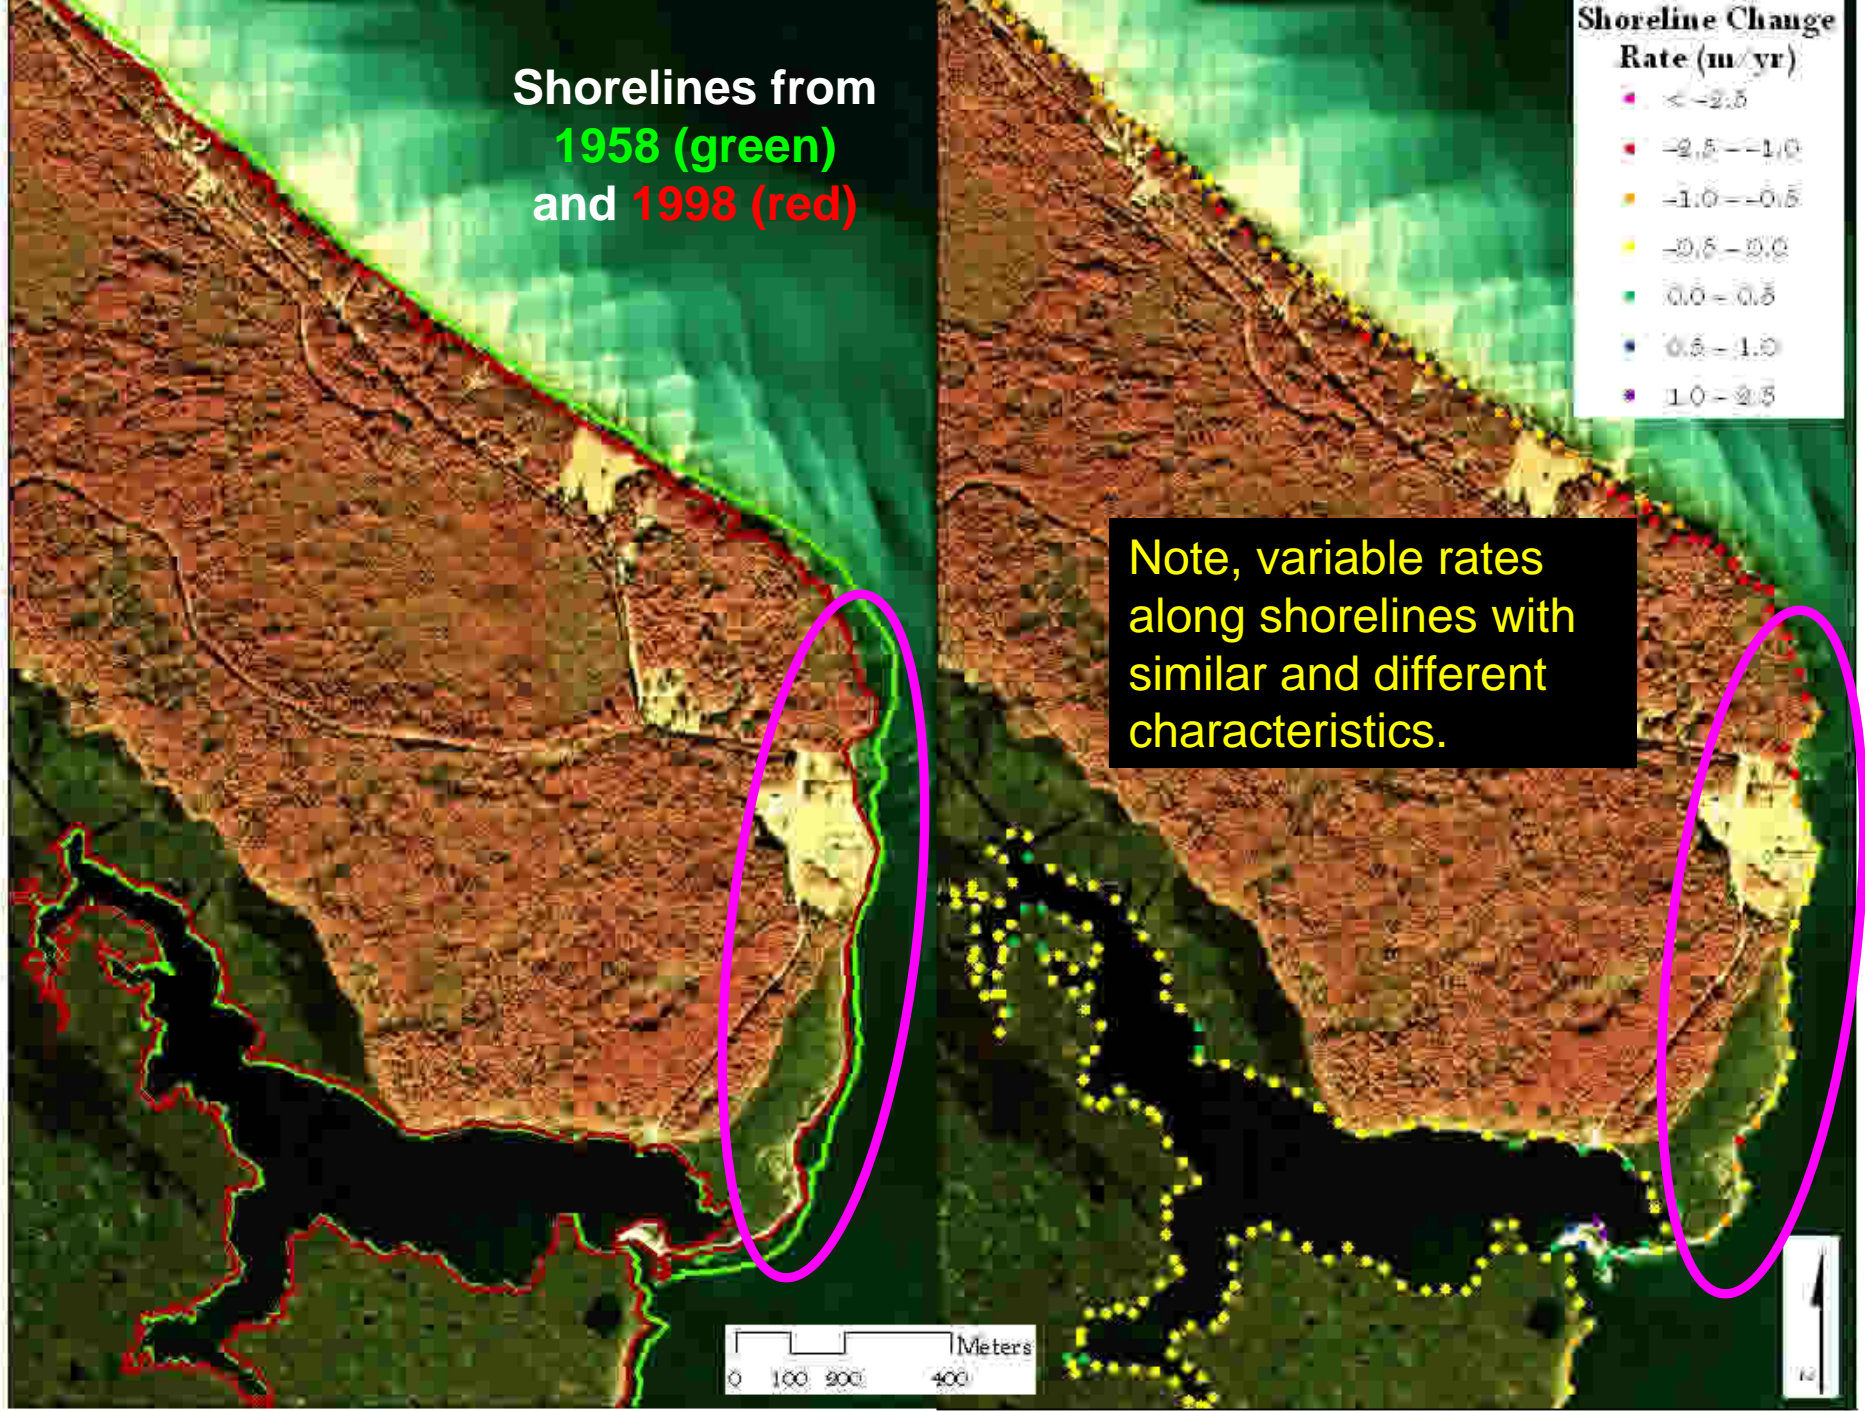 Shorelines from
1958 (green)
and 1998 (red)
Shoreline Change
Rate (m/yr)
< -2.5
-2.5 - -1.0
-1.0 - -0.5
-0.5 - 0.0
0.0 - 0.5
0.5 - 1.0
1.0 - 2.5
Note, variable rates
along shorelines with
similar and different
characteristics.
Meters
0 100 200 400
N